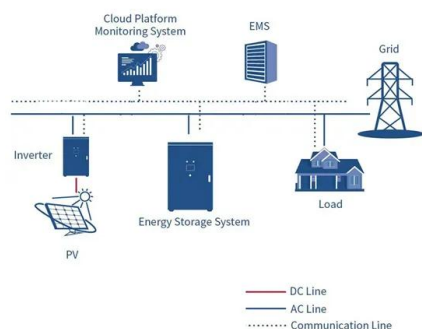 Cloud Platform
Monitoring System
EMS
Grid
Inverter
Energy Storage System
Load
PV
DC Line
AC Line
Communication Line